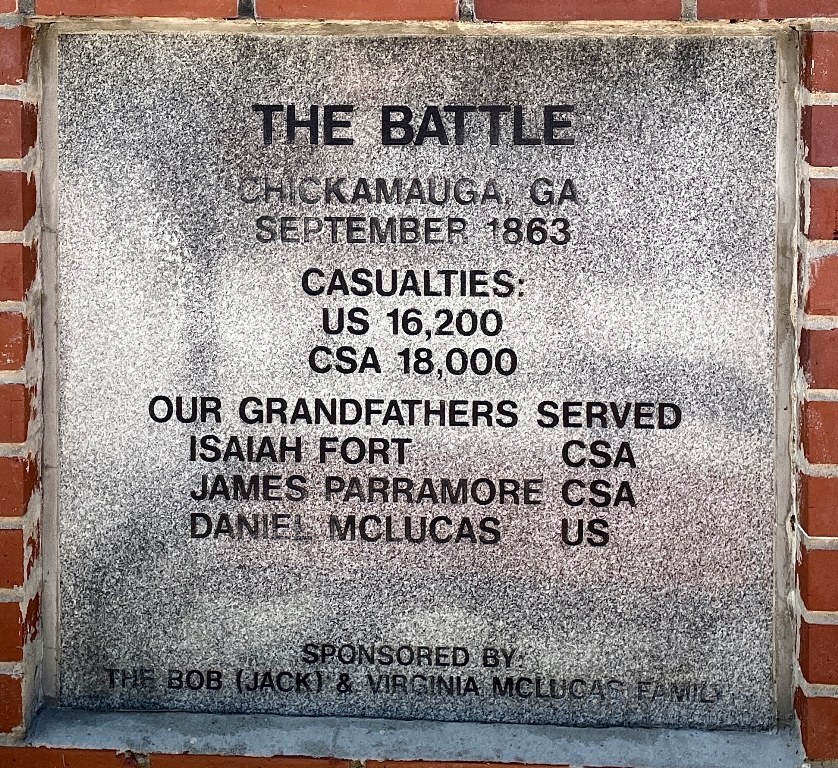 THE BATTLE
CHICKAMAUGA, GA
SEPTEMBER 1863
CASUALTIES:
US 16,200
CSA 18,000
OUR GRANDFATHERS SERVED
ISAIAH FORT CSA
JAMES PARRAMORE CSA
DANIEL MCLUCAS US
SPONSORED BY:
THE BOB (JACK) & VIRGINIA MCLUCAS FAMILY